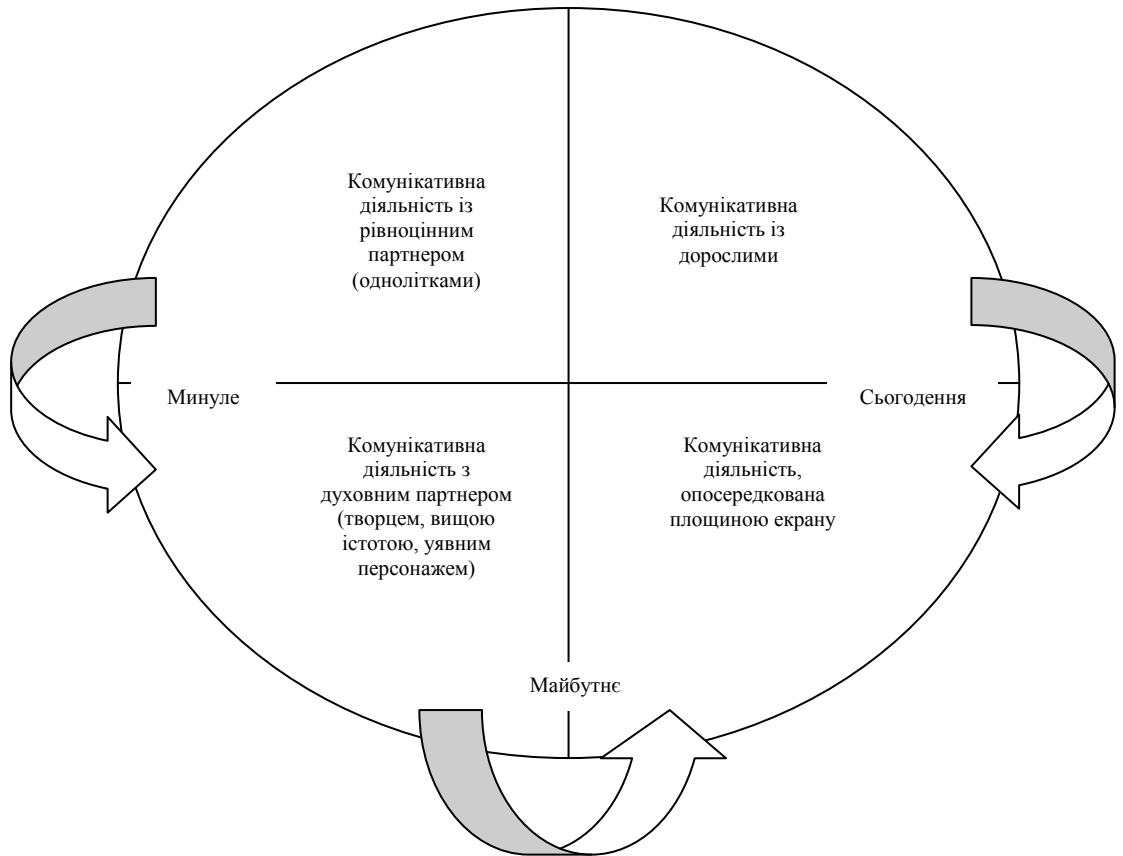 Комунікативна
діяльність із
рівноцінним
партнером
(однолітками)
Комунікативна
діяльність із
дорослими
Минуле
Сьогодення
Комунікативна
діяльність з
духовним партнером
(творцем, вищою
істотою, уявним
персонажем)
Комунікативна
діяльність,
опосередкована
площиною екрану
Майбутнє